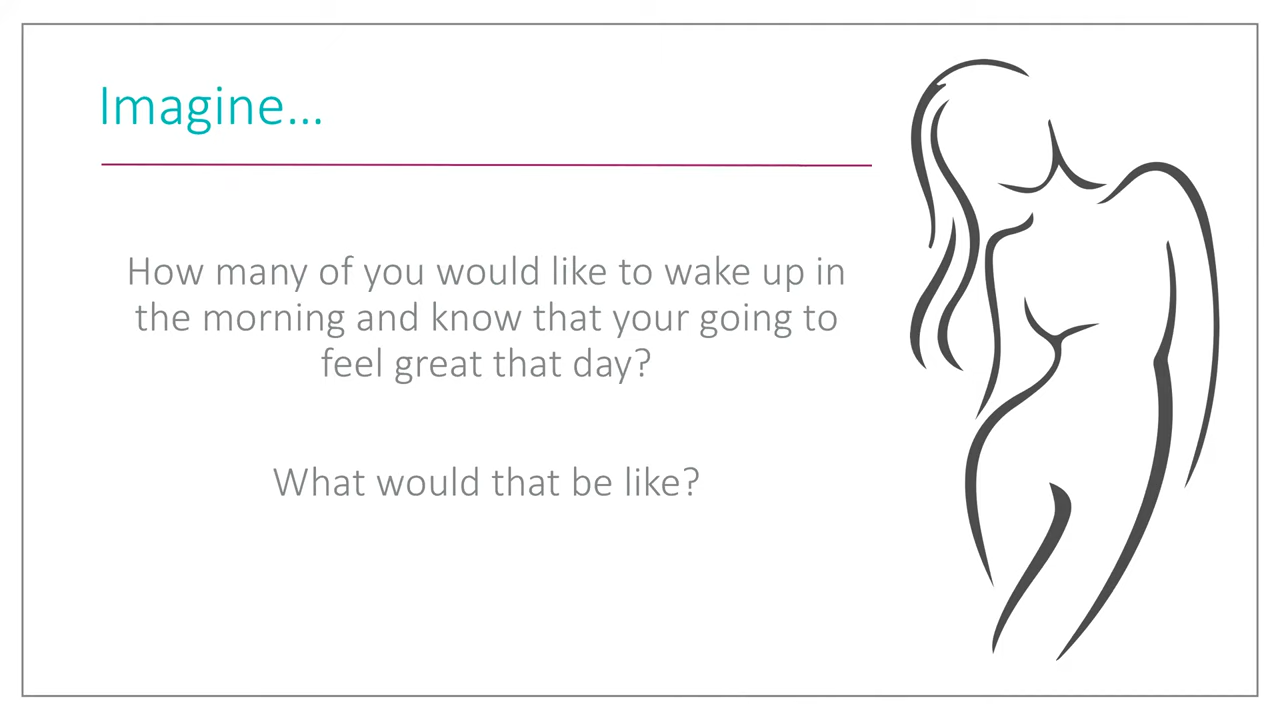 Imagine...
How many of you would like to wake up in
the morning and know that your going to
feel great that day?
What would that be like?